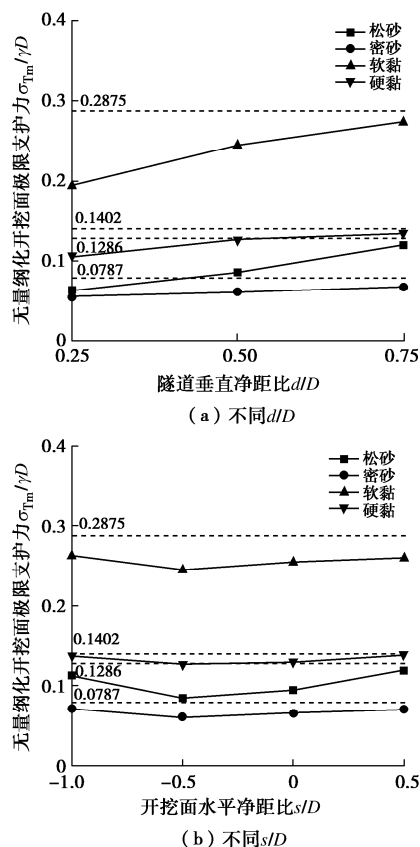 无量纲化开挖面极限支护力σTm/γD
0.4
0.3
0.2
0.1
0
松砂
密砂
软黏
硬黏
0.2875
0.1402
0.1286
0.0787
0.25
0.50
0.75
隧道垂直净距比d/D
(a)不同d/D
无量纲化开挖面极限支护力σTm/γD
0.4
0.3
0.2
0.1
0
松砂
密砂
软黏
硬黏
0.2875
0.1402
0.1286
0.0787
-1.0
-0.5
0
0.5
开挖面水平净距比s/D
(b)不同s/D